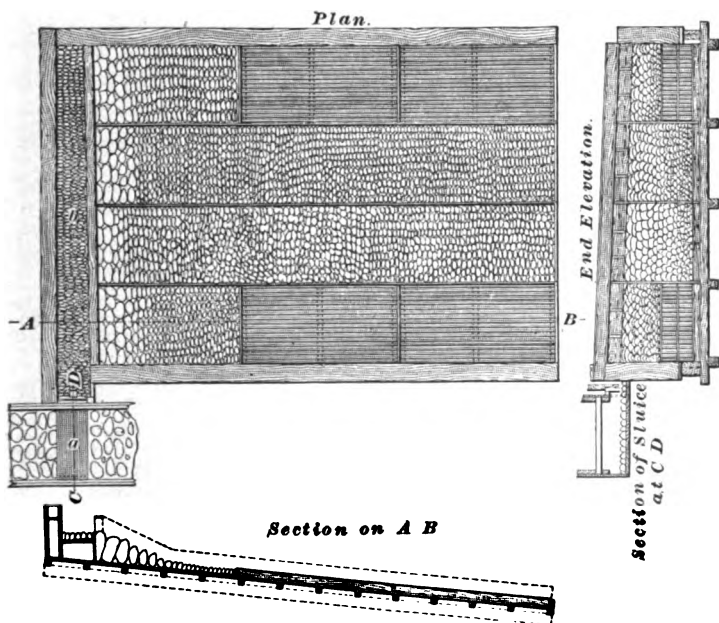 Plan.
End Elevation.
A
B
D
a
C
Section of Sluice
at C D
Section on A B